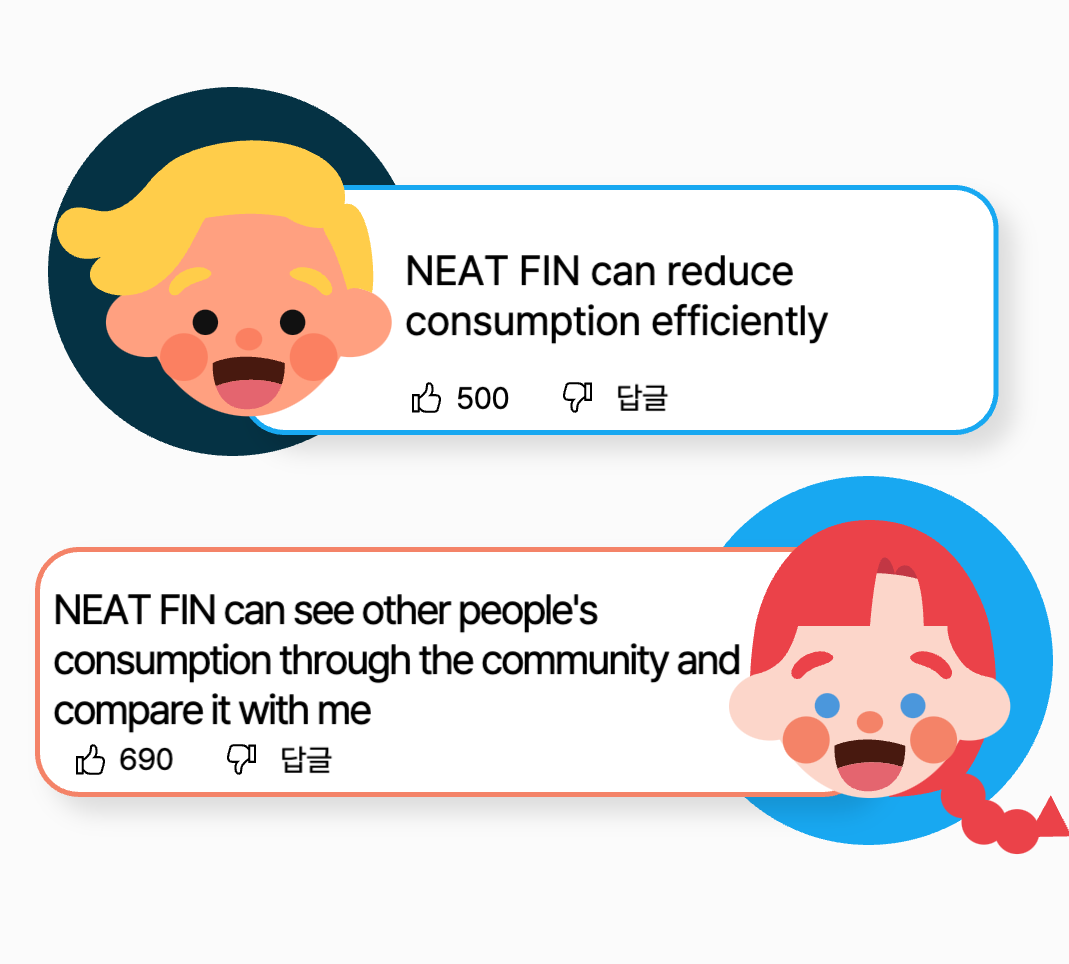 NEAT FIN can reduce
consumption efficiently
500 답글
NEAT FIN can see other people's
consumption through the community and
compare it with me
690 답글